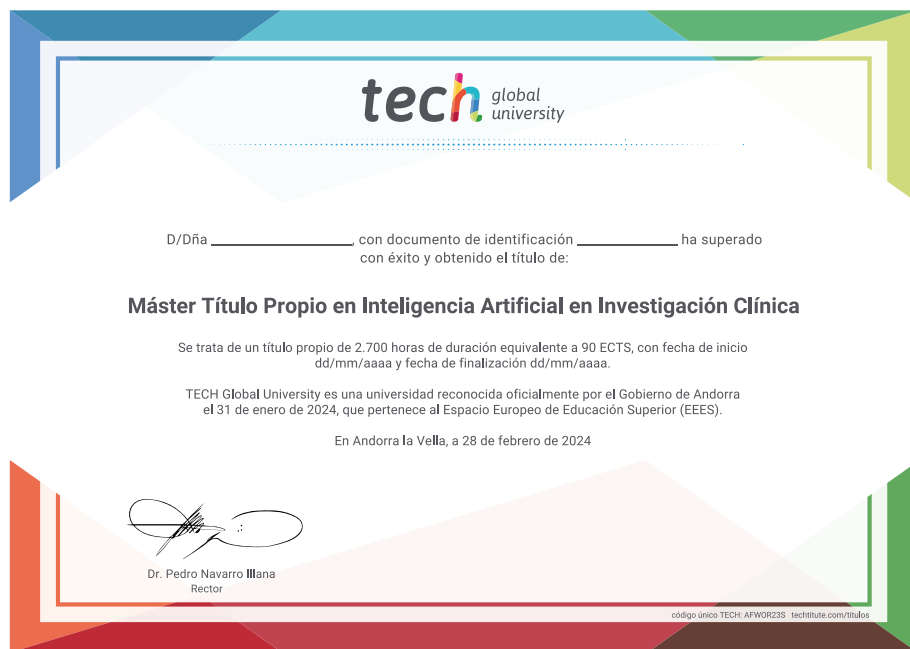 tech global
university
D/Dña ______________, con documento de identificación __________ ha superado
con éxito y obtenido el título de:
Máster Título Propio en Inteligencia Artificial en Investigación Clínica
Se trata de un título propio de 2.700 horas de duración equivalente a 90 ECTS, con fecha de inicio
dd/mm/aaaa y fecha de finalización dd/mm/aaaa.
TECH Global University es una universidad reconocida oficialmente por el Gobierno de Andorra
el 31 de enero de 2024, que pertenece al Espacio Europeo de Educación Superior (EEES).
En Andorra la Vella, a 28 de febrero de 2024
Dr. Pedro Navarro Illana
Rector
código único TECH: AFWOR23S techtitute.com/titulos